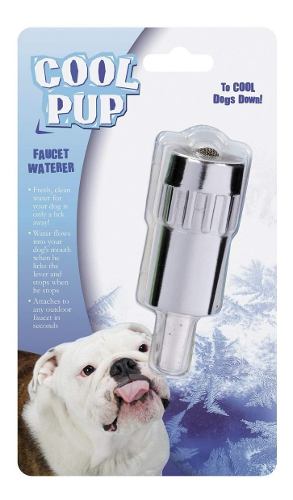 COOL
PUP
To COOL
Dogs Down!
FAUCET
WATERER
• Fresh, clean
water for
your dog is
only a lick
away!
• Water flows
into your
dog's mouth
when he
licks the
lever and
stops when
he stops
• Attaches to
any outdoor
faucet in
seconds